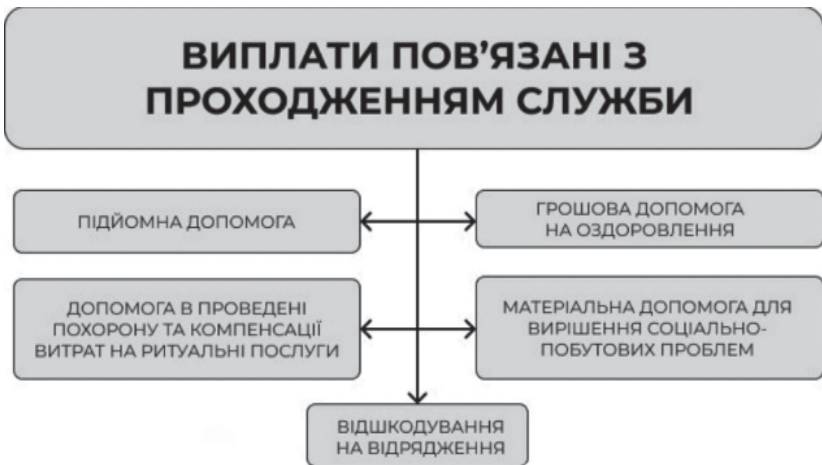 ВИПЛАТИ ПОВ’ЯЗАНІ З
ПРОХОДЖЕННЯМ СЛУЖБИ
ПІДЙОМНА ДОПОМОГА
ГРОШОВА ДОПОМОГА
НА ОЗДОРОВЛЕННЯ
ДОПОМОГА В ПРОВЕДЕНІ
ПОХОРОНУ ТА КОМПЕНСАЦІЇ
ВИТРАТ НА РИТУАЛЬНІ ПОСЛУГИ
МАТЕРІАЛЬНА ДОПОМОГА ДЛЯ
ВИРІШЕННЯ СОЦІАЛЬНО-
ПОБУТОВИХ ПРОБЛЕМ
ВІДШКОДУВАННЯ
НА ВІДРЯДЖЕННЯ